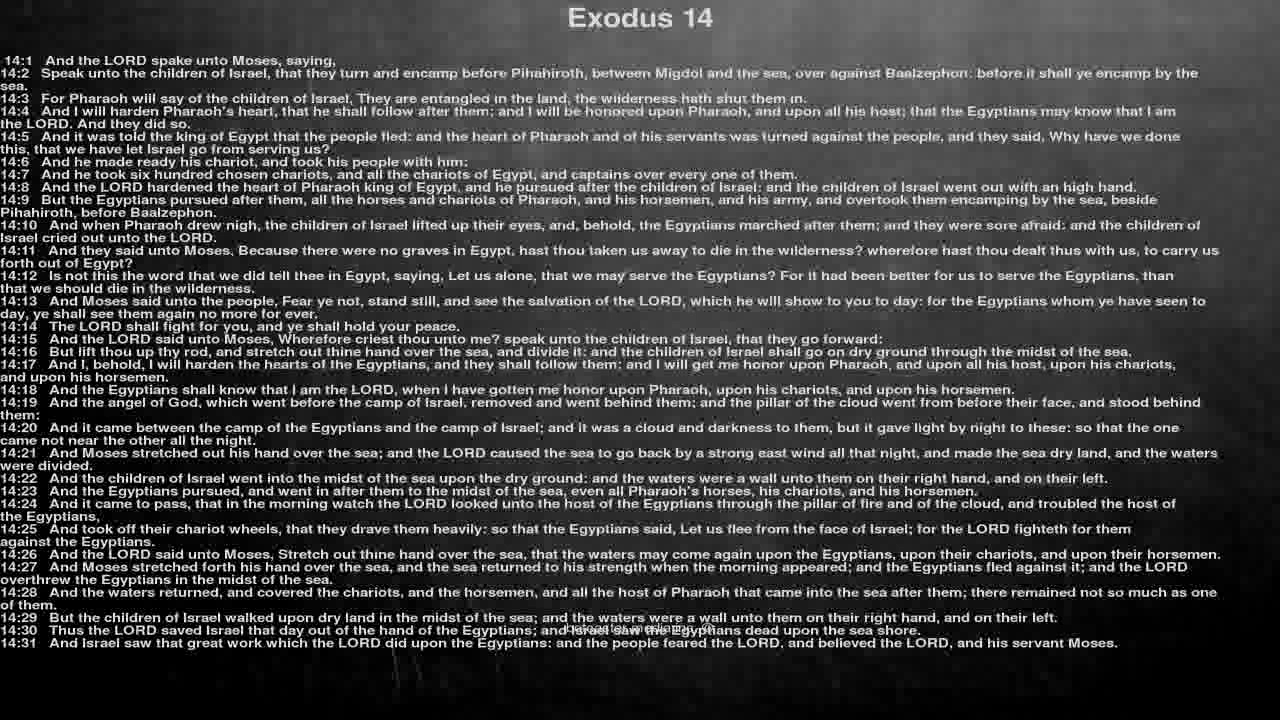 Exodus 14
14:1 And the LORD spake unto Moses, saying,
14:2 Speak unto the children of Israel, that they turn and encamp before Pihahiroth, between Migdol and the sea, over against Baalzephon: before it shall ye encamp by the
sea.
14:3 For Pharaoh will say of the children of Israel, They are entangled in the land, the wilderness hath shut them in.
14:4 And I will harden Pharaoh's heart, that he shall follow after them; and I will be honored upon Pharaoh, and upon all his host; that the Egyptians may know that I am
the LORD. And they did so.
14:5 And it was told the king of Egypt that the people fled: and the heart of Pharaoh and of his servants was turned against the people, and they said, Why have we done
this, that we have let Israel go from serving us?
14:6 And he made ready his chariot, and took his people with him:
14:7 And he took six hundred chosen chariots, and all the chariots of Egypt, and captains over every one of them.
14:8 And the LORD hardened the heart of Pharaoh king of Egypt, and he pursued after the children of Israel: and the children of Israel went out with an high hand.
14:9 But the Egyptians pursued after them, all the horses and chariots of Pharaoh, and his horsemen, and his army, and overtook them encamping by the sea, beside
Pihahiroth, before Baalzephon.
14:10 And when Pharaoh drew nigh, the children of Israel lifted up their eyes, and, behold, the Egyptians marched after them; and they were sore afraid: and the children of
Israel cried out unto the LORD.
14:11 And they said unto Moses, Because there were no graves in Egypt, hast thou taken us away to die in the wilderness? wherefore hast thou dealt thus with us, to carry us
forth out of Egypt?
14:12 Is not this the word that we did tell thee in Egypt, saying, Let us alone, that we may serve the Egyptians? For it had been better for us to serve the Egyptians, than
that we should die in the wilderness.
14:13 And Moses said unto the people, Fear ye not, stand still, and see the salvation of the LORD, which he will show to you to day: for the Egyptians whom ye have seen to
day, ye shall see them again no more for ever.
14:14 The LORD shall fight for you, and ye shall hold your peace.
14:15 And the LORD said unto Moses, Wherefore criest thou unto me? speak unto the children of Israel, that they go forward:
14:16 But lift thou up thy rod, and stretch out thine hand over the sea, and divide it: and the children of Israel shall go on dry ground through the midst of the sea.
14:17 And I, behold, I will harden the hearts of the Egyptians, and they shall follow them: and I will get me honor upon Pharaoh, and upon all his host, upon his chariots,
and upon his horsemen.
14:18 And the Egyptians shall know that I am the LORD, when I have gotten me honor upon Pharaoh, upon his chariots, and upon his horsemen.
14:19 And the angel of God, which went before the camp of Israel, removed and went behind them; and the pillar of the cloud went from before their face, and stood behind
them:
14:20 And it came between the camp of the Egyptians and the camp of Israel; and it was a cloud and darkness to them, but it gave light by night to these: so that the one
came not near the other all the night.
14:21 And Moses stretched out his hand over the sea; and the LORD caused the sea to go back by a strong east wind all that night, and made the sea dry land, and the waters
were divided.
14:22 And the children of Israel went into the midst of the sea upon the dry ground: and the waters were a wall unto them on their right hand, and on their left.
14:23 And the Egyptians pursued, and went in after them to the midst of the sea, even all Pharaoh's horses, his chariots, and his horsemen.
14:24 And it came to pass, that in the morning watch the LORD looked unto the host of the Egyptians through the pillar of fire and of the cloud, and troubled the host of
the Egyptians,
14:25 And took off their chariot wheels, that they drave them heavily: so that the Egyptians said, Let us flee from the face of Israel; for the LORD fighteth for them
against the Egyptians.
14:26 And the LORD said unto Moses, Stretch out thine hand over the sea, that the waters may come again upon the Egyptians, upon their chariots, and upon their horsemen.
14:27 And Moses stretched forth his hand over the sea, and the sea returned to his strength when the morning appeared; and the Egyptians fled against it; and the LORD
overthrew the Egyptians in the midst of the sea.
14:28 And the waters returned, and covered the chariots, and the horsemen, and all the host of Pharaoh that came into the sea after them; there remained not so much as one
of them.
14:29 But the children of Israel walked upon dry land in the midst of the sea; and the waters were a wall unto them on their right hand, and on their left.
14:30 Thus the LORD saved Israel that day out of the hand of the Egyptians; and Israel saw the Egyptians dead upon the sea shore.
14:31 And Israel saw that great work which the LORD did upon the Egyptians: and the people feared the LORD, and believed the LORD, and his servant Moses.